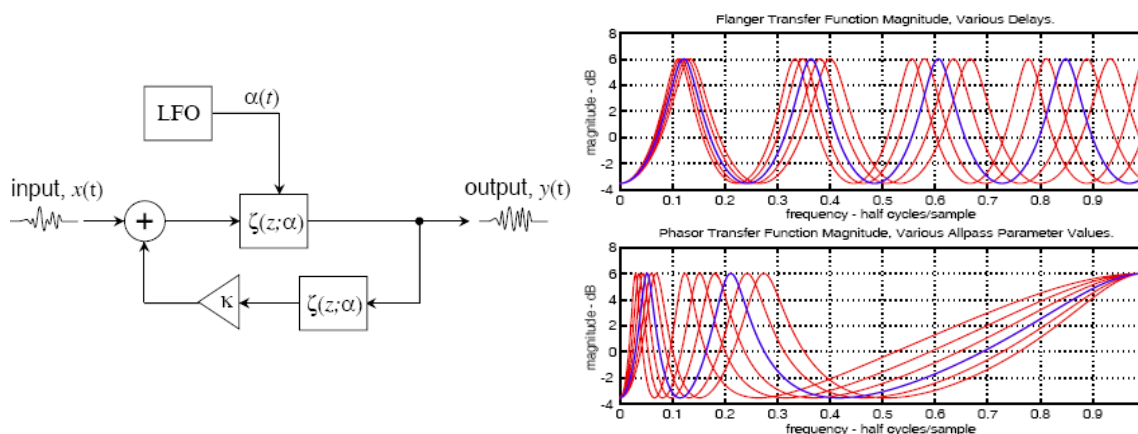 LFO
α(t)
input, x(t)
output, y(t)
+
ζ(z;α)
κ
ζ(z;α)
Flanger Transfer Function Magnitude, Various Delays.
magnitude - dB
8
6
4
2
0
-2
-4
0 0.1 0.2 0.3 0.4 0.5 0.6 0.7 0.8 0.9
frequency - half cycles/sample
Phasor Transfer Function Magnitude, Various Allpass Parameter Values.
magnitude - dB
8
6
4
2
0
-2
-4
0 0.1 0.2 0.3 0.4 0.5 0.6 0.7 0.8 0.9
frequency - half cycles/sample